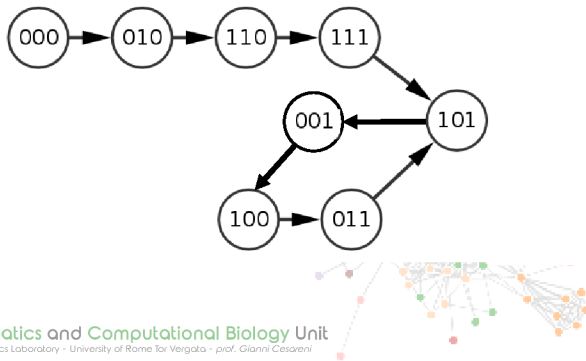 000 010 110 111
001 101
100 011
atics and Computational Biology Unit
cs Laboratory - University of Rome Tor Vergata - prof. Gianni Cesareni